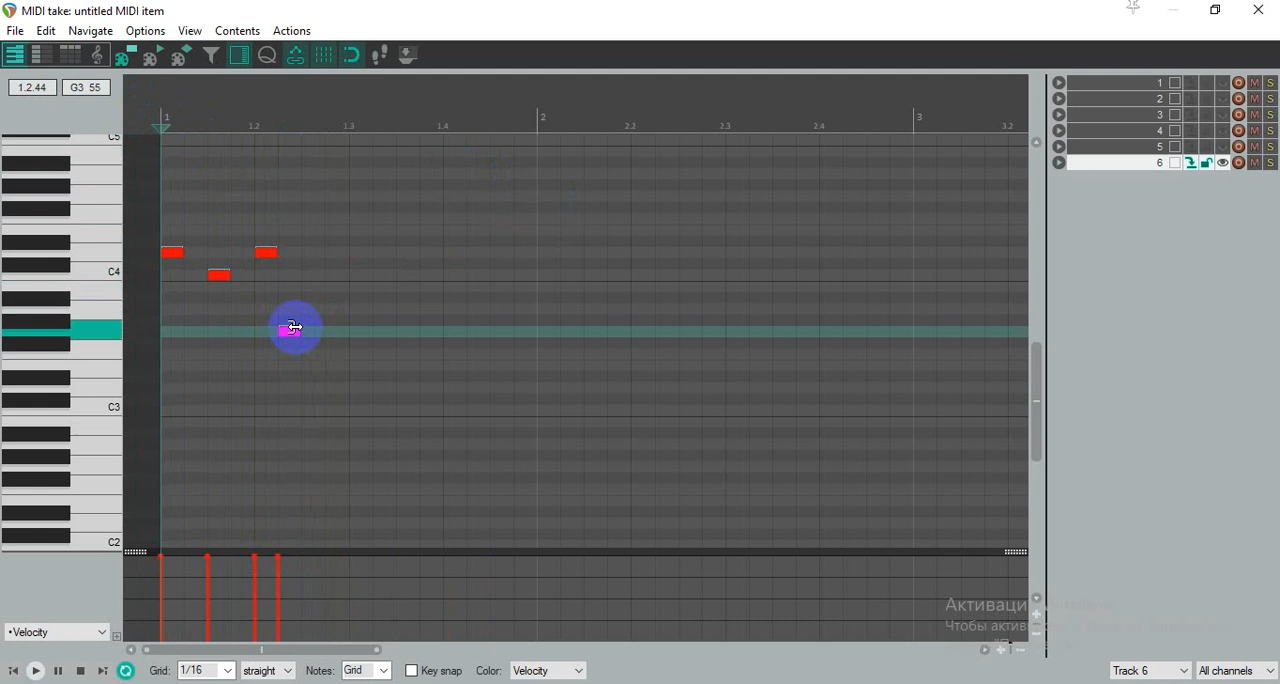 MIDI take: untitled MIDI item
File Edit Navigate Options View Contents Actions
1.2.44 G3 55
1 1.2 1.3 1.4 2 2.2 2.3 2.4 3 3.2
C5
C4
C3
C2
1 M S
2 M S
3 M S
4 M S
5 M S
6 M S
Активаци
Чтобы актив
•Velocity
Grid: 1/16 straight Notes: Grid Key snap Color: Velocity Track 6 All channels